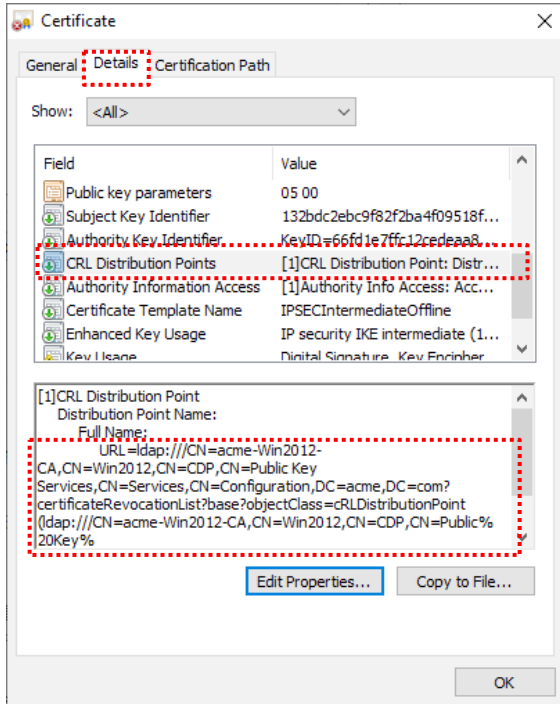 Certificate
General Details Certification Path
Show: <All>
Field Value
Public key parameters 05 00
Subject Key Identifier 132bdc2ebc9f82f2ba4f09518f...
Authority Key Identifier KeyID=66fd1e7ffc12cedeaa8...
CRL Distribution Points [1]CRL Distribution Point: Distr...
Authority Information Access [1]Authority Info Access: Acc...
Certificate Template Name IPSECIntermediateOffline
Enhanced Key Usage IP security IKE intermediate (1...
Key Usage Digital Signature, Key Encipher
[1]CRL Distribution Point
Distribution Point Name:
Full Name:
URL=ldap:///CN=acme-Win2012-
CA,CN=Win2012,CN=CDP,CN=Public Key
Services,CN=Services,CN=Configuration,DC=acme,DC=com?
certificateRevocationList?base?objectClass=cRLDistributionPoint
(ldap:///CN=acme-Win2012-CA,CN=Win2012,CN=CDP,CN=Public%
20Key%
Edit Properties... Copy to File...
OK